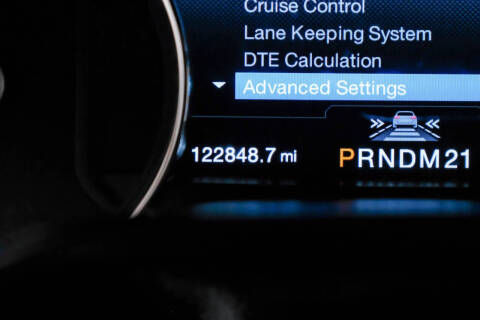 Cruise Control
Lane Keeping System
DTE Calculation
Advanced Settings
122848.7 mi
PRNDM21